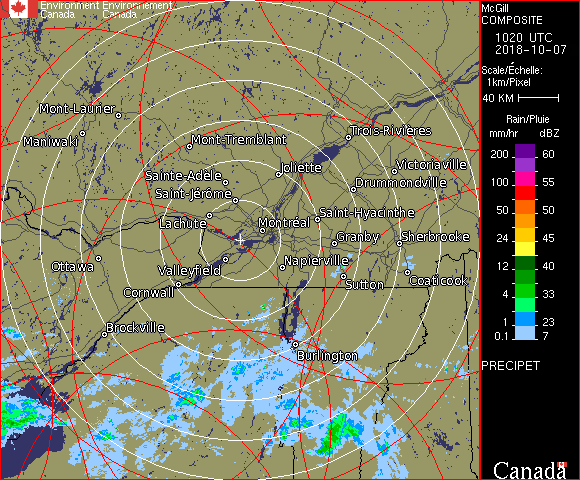 Environment Environnement
Canada Canada
McGill
COMPOSITE
1020 UTC
2018-10-07
Scale/Échelle:
1km/Pixel
40 KM
Rain/Pluie
mm/hr dBZ
200 60
150 57
100 55
50 50
24 45
12 40
4 33
1 23
0.1 7
PRECIPET
Canada
Mont-Laurier
Maniwaki
Mont-Tremblant
Trois-Rivières
Sainte-Adèle
Joliette
Victoriaville
Saint-Jérôme
Drummondville
Lachute
Montréal
Saint-Hyacinthe
Granby
Sherbrooke
Ottawa
Valleyfield
Napierville
Cornwall
Sutton
Coaticook
Brockville
Burlington